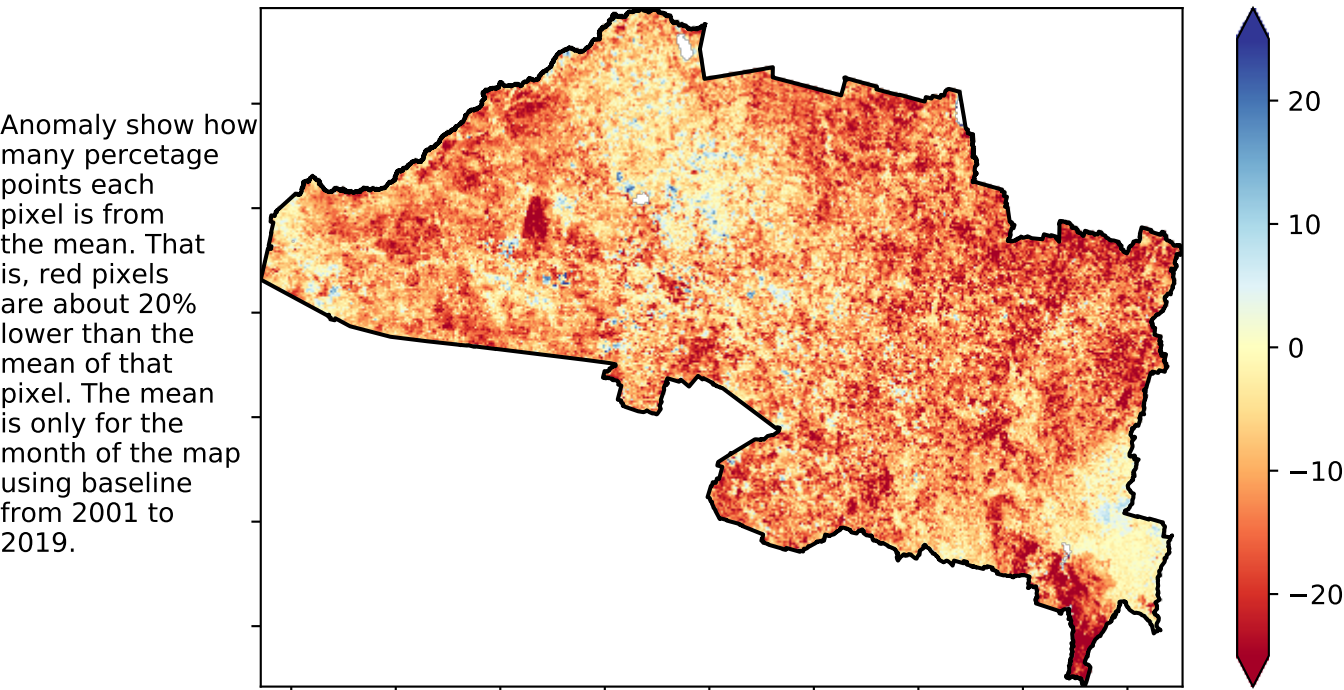 Anomaly show how
many percetage
points each
pixel is from
the mean. That
is, red pixels
are about 20%
lower than the
mean of that
pixel. The mean
is only for the
month of the map
using baseline
from 2001 to
2019.
20
10
0
−10
−20